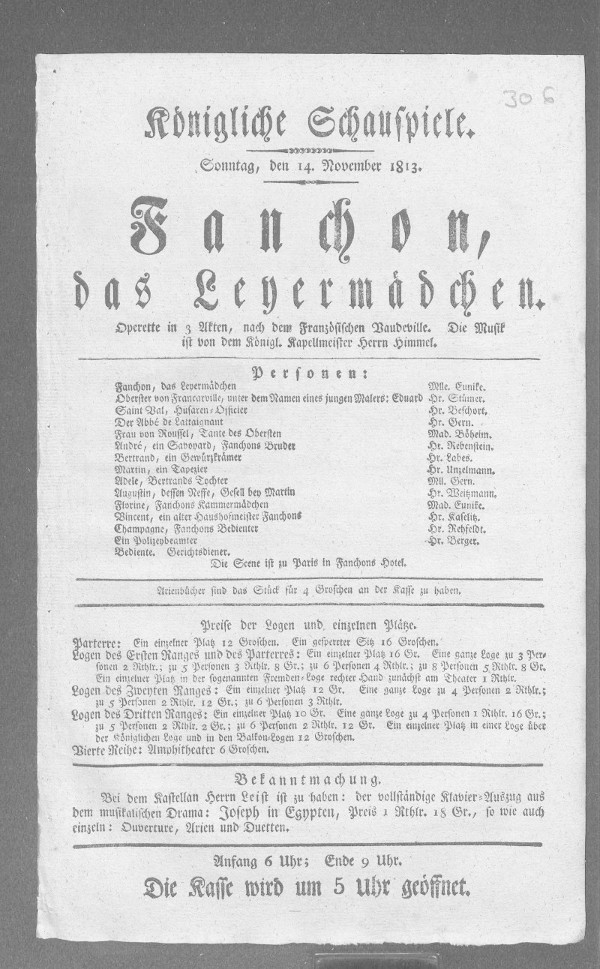 30 6
Königliche Schauspiele.
Sonntag, den 14. November 1813.
Fanchon,
das Leyermädchen.
Operette in 3 Akten, nach dem Französischen Vaudeville. Die Musik
ist von dem Königl. Kapellmeister Herrn Himmel.
Personen:
Fanchon, das Leyermädchen Mlle. Eunike.
Oberster von Francarville, unter dem Namen eines jungen Malers: Eduard Hr. Stümer.
Saint Val, Husaren-Officier Hr. Beschort.
Der Abbé de Lattaignant Hr. Gern.
Frau von Roussel, Tante des Obersten Mad. Böheim.
André, ein Savoyard, Fanchons Bruder Hr. Rebenstein.
Bertrand, ein Gewürzkrämer Hr. Labes.
Martin, ein Tapezier Hr. Unzelmann.
Adele, Bertrands Tochter Mll. Gern.
Augustin, dessen Neffe, Gesell bey Martin Hr. Weitzmann.
Florine, Fanchons Kammermädchen Mad. Eunike.
Vincent, ein alter Haushofmeister Fanchons Hr. Kaselitz.
Champagne, Fanchons Bedienter Hr. Rehfeldt.
Ein Polizeybeamter Hr. Berger.
Bediente. Gerichtsdiener.
Die Scene ist zu Paris in Fanchons Hotel.
Arienbücher sind das Stück für 4 Groschen an der Kasse zu haben.
Preise der Logen und einzelnen Plätze.
Parterre: Ein einzelner Platz 12 Groschen. Ein gesperrter Sitz 16 Groschen.
Logen des Ersten Ranges und des Parterres: Ein einzelner Platz 16 Gr. Eine ganze Loge zu 3 Per-
sonen 2 Rthlr.; zu 5 Personen 3 Rthlr. 8 Gr.; zu 6 Personen 4 Rthlr.; zu 8 Personen 5 Rthlr. 8 Gr.
Ein einzelner Platz in der sogenannten Fremden-Loge rechter Hand zunächst am Theater 1 Rthlr.
Logen des Zweyten Ranges: Ein einzelner Platz 12 Gr. Eine ganze Loge zu 4 Personen 2 Rthlr.;
zu 5 Personen 2 Rthlr. 12 Gr.; zu 6 Personen 3 Rthlr.
Logen des Dritten Ranges: Ein einzelner Platz 10 Gr. Eine ganze Loge zu 4 Personen 1 Rthlr. 16 Gr.;
zu 5 Personen 2 Rthlr. 2 Gr.; zu 6 Personen 2 Rthlr. 12 Gr. Ein einzelner Platz in einer Loge über
der Königlichen Loge und in den Balkon-Logen 12 Groschen.
Vierte Reihe: Amphitheater 6 Groschen.
Bekanntmachung.
Bei dem Kastellan Herrn Leist ist zu haben: der vollständige Klavier-Auszug aus
dem musikalischen Drama: Joseph in Egypten, Preis 1 Rthlr. 18 Gr., so wie auch
einzeln: Ouverture, Arien und Duetten.
Anfang 6 Uhr; Ende 9 Uhr.
Die Kasse wird um 5 Uhr geöffnet.